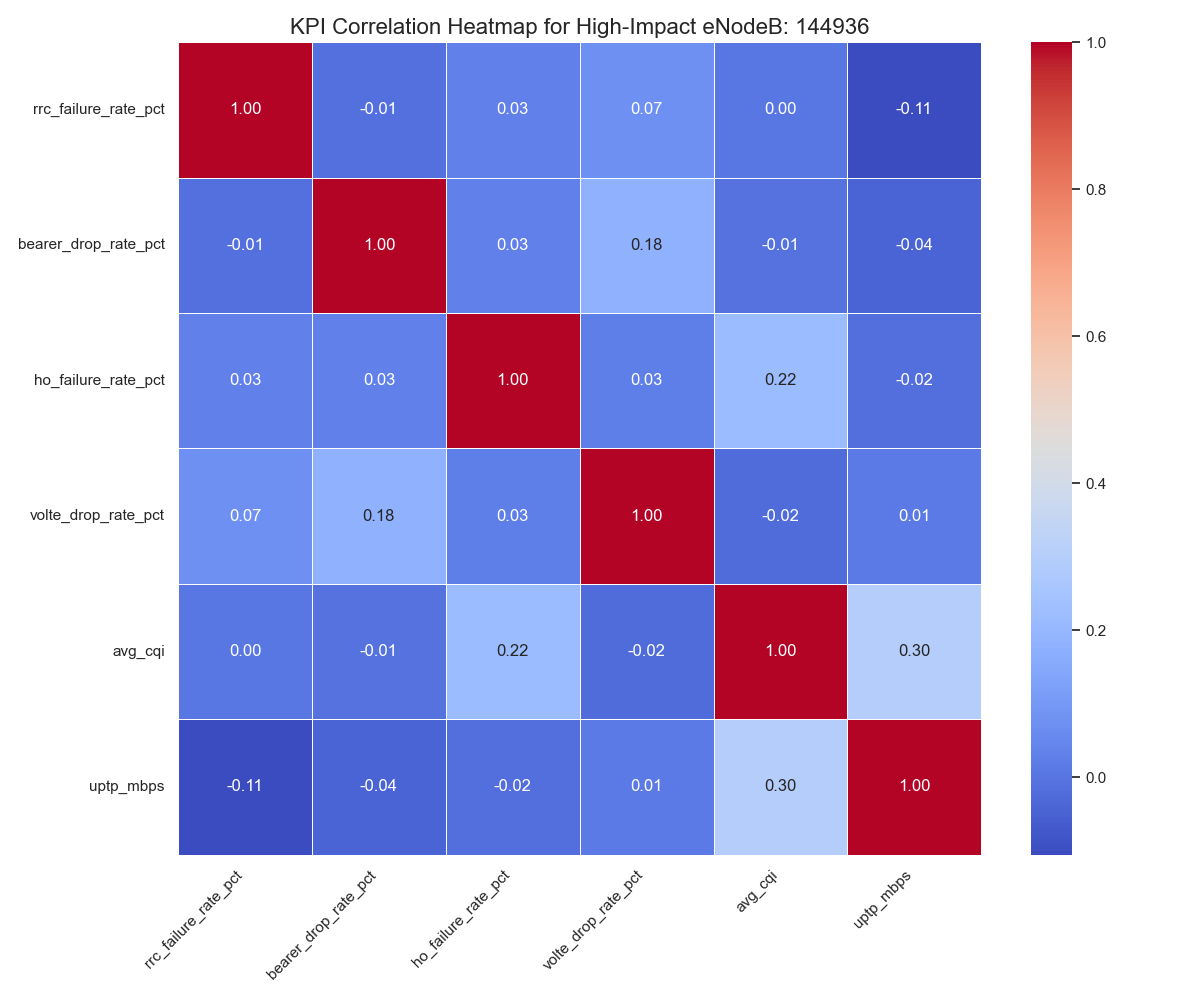 KPI Correlation Heatmap for High-Impact eNodeB: 144936
rrc_failure_rate_pct 1.00 -0.01 0.03 0.07 0.00 -0.11
bearer_drop_rate_pct -0.01 1.00 0.03 0.18 -0.01 -0.04
ho_failure_rate_pct 0.03 0.03 1.00 0.03 0.22 -0.02
volte_drop_rate_pct 0.07 0.18 0.03 1.00 -0.02 0.01
avg_cqi 0.00 -0.01 0.22 -0.02 1.00 0.30
uptp_mbps -0.11 -0.04 -0.02 0.01 0.30 1.00
rrc_failure_rate_pct
bearer_drop_rate_pct
ho_failure_rate_pct
volte_drop_rate_pct
avg_cqi
uptp_mbps
1.0
0.8
0.6
0.4
0.2
0.0